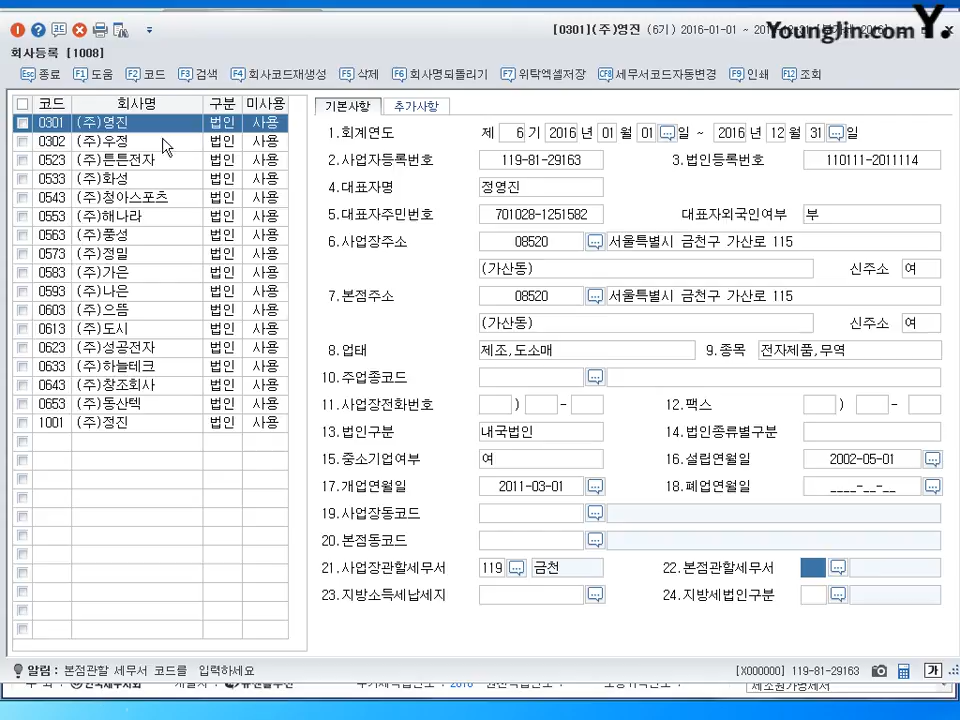 [0301](주)영진 (6기) 2016-01-01 ~
YoungJin.com Y.
회사등록 [1008]
Esc 종료 F1 도움 F2 코드 F3 검색 F4 회사코드재생성 F5 삭제 F6 회사명되돌리기 F7 위탁엑셀저장 CF8 세무서코드자동변경 F9 인쇄 F12 조회
코드 회사명 구분 미사용
0301 (주)영진 법인 사용
0302 (주)우정 법인 사용
0523 (주)튼튼전자 법인 사용
0533 (주)화성 법인 사용
0543 (주)청아스포츠 법인 사용
0553 (주)해나라 법인 사용
0563 (주)풍성 법인 사용
0573 (주)정밀 법인 사용
0583 (주)가은 법인 사용
0593 (주)나은 법인 사용
0603 (주)으뜸 법인 사용
0613 (주)도시 법인 사용
0623 (주)성공전자 법인 사용
0633 (주)하늘테크 법인 사용
0643 (주)창조회사 법인 사용
0653 (주)동산텍 법인 사용
1001 (주)정진 법인 사용
기본사항 추가사항
1.회계연도 제 6 기 2016 년 01 월 01 일 ~ 2016 년 12 월 31 일
2.사업자등록번호 119-81-29163 3.법인등록번호 110111-2011114
4.대표자명 정영진
5.대표자주민번호 701028-1251582 대표자외국인여부 부
6.사업장주소 08520 서울특별시 금천구 가산로 115
(가산동) 신주소 여
7.본점주소 08520 서울특별시 금천구 가산로 115
(가산동) 신주소 여
8.업태 제조,도소매 9.종목 전자제품,무역
10.주업종코드
11.사업장전화번호 ) - 12.팩스 ) -
13.법인구분 내국법인 14.법인종류별구분
15.중소기업여부 여 16.설립연월일 2002-05-01
17.개업연월일 2011-03-01 18.폐업연월일 ____-__-__
19.사업장동코드
20.본점동코드
21.사업장관할세무서 119 금천 22.본점관할세무서
23.지방소득세납세지 24.지방세법인구분
알림 : 본점관할 세무서 코드를 입력하세요 [X000000] 119-81-29163 가